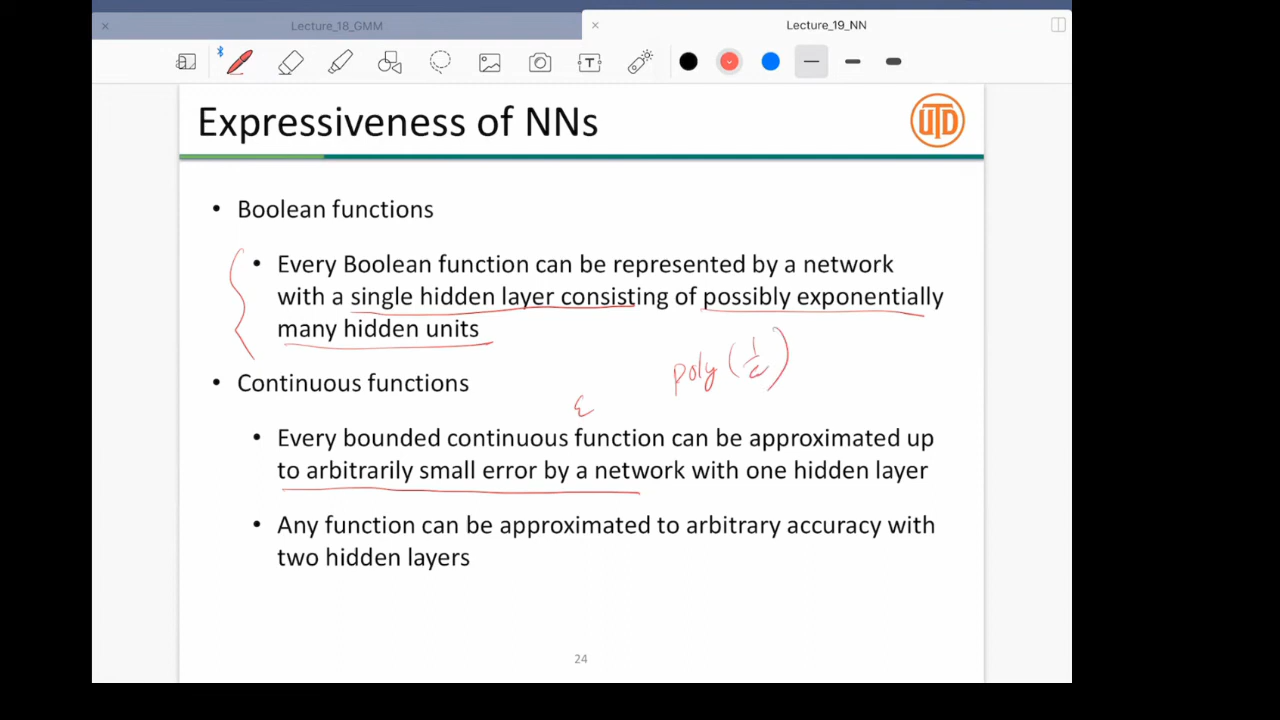 Lecture_18_GMM
Lecture_19_NN
T
Expressiveness of NNs
UTD
• Boolean functions
• Every Boolean function can be represented by a network
with a single hidden layer consisting of possibly exponentially
many hidden units
poly (1/ε)
• Continuous functions
ε
• Every bounded continuous function can be approximated up
to arbitrarily small error by a network with one hidden layer
• Any function can be approximated to arbitrary accuracy with
two hidden layers
24